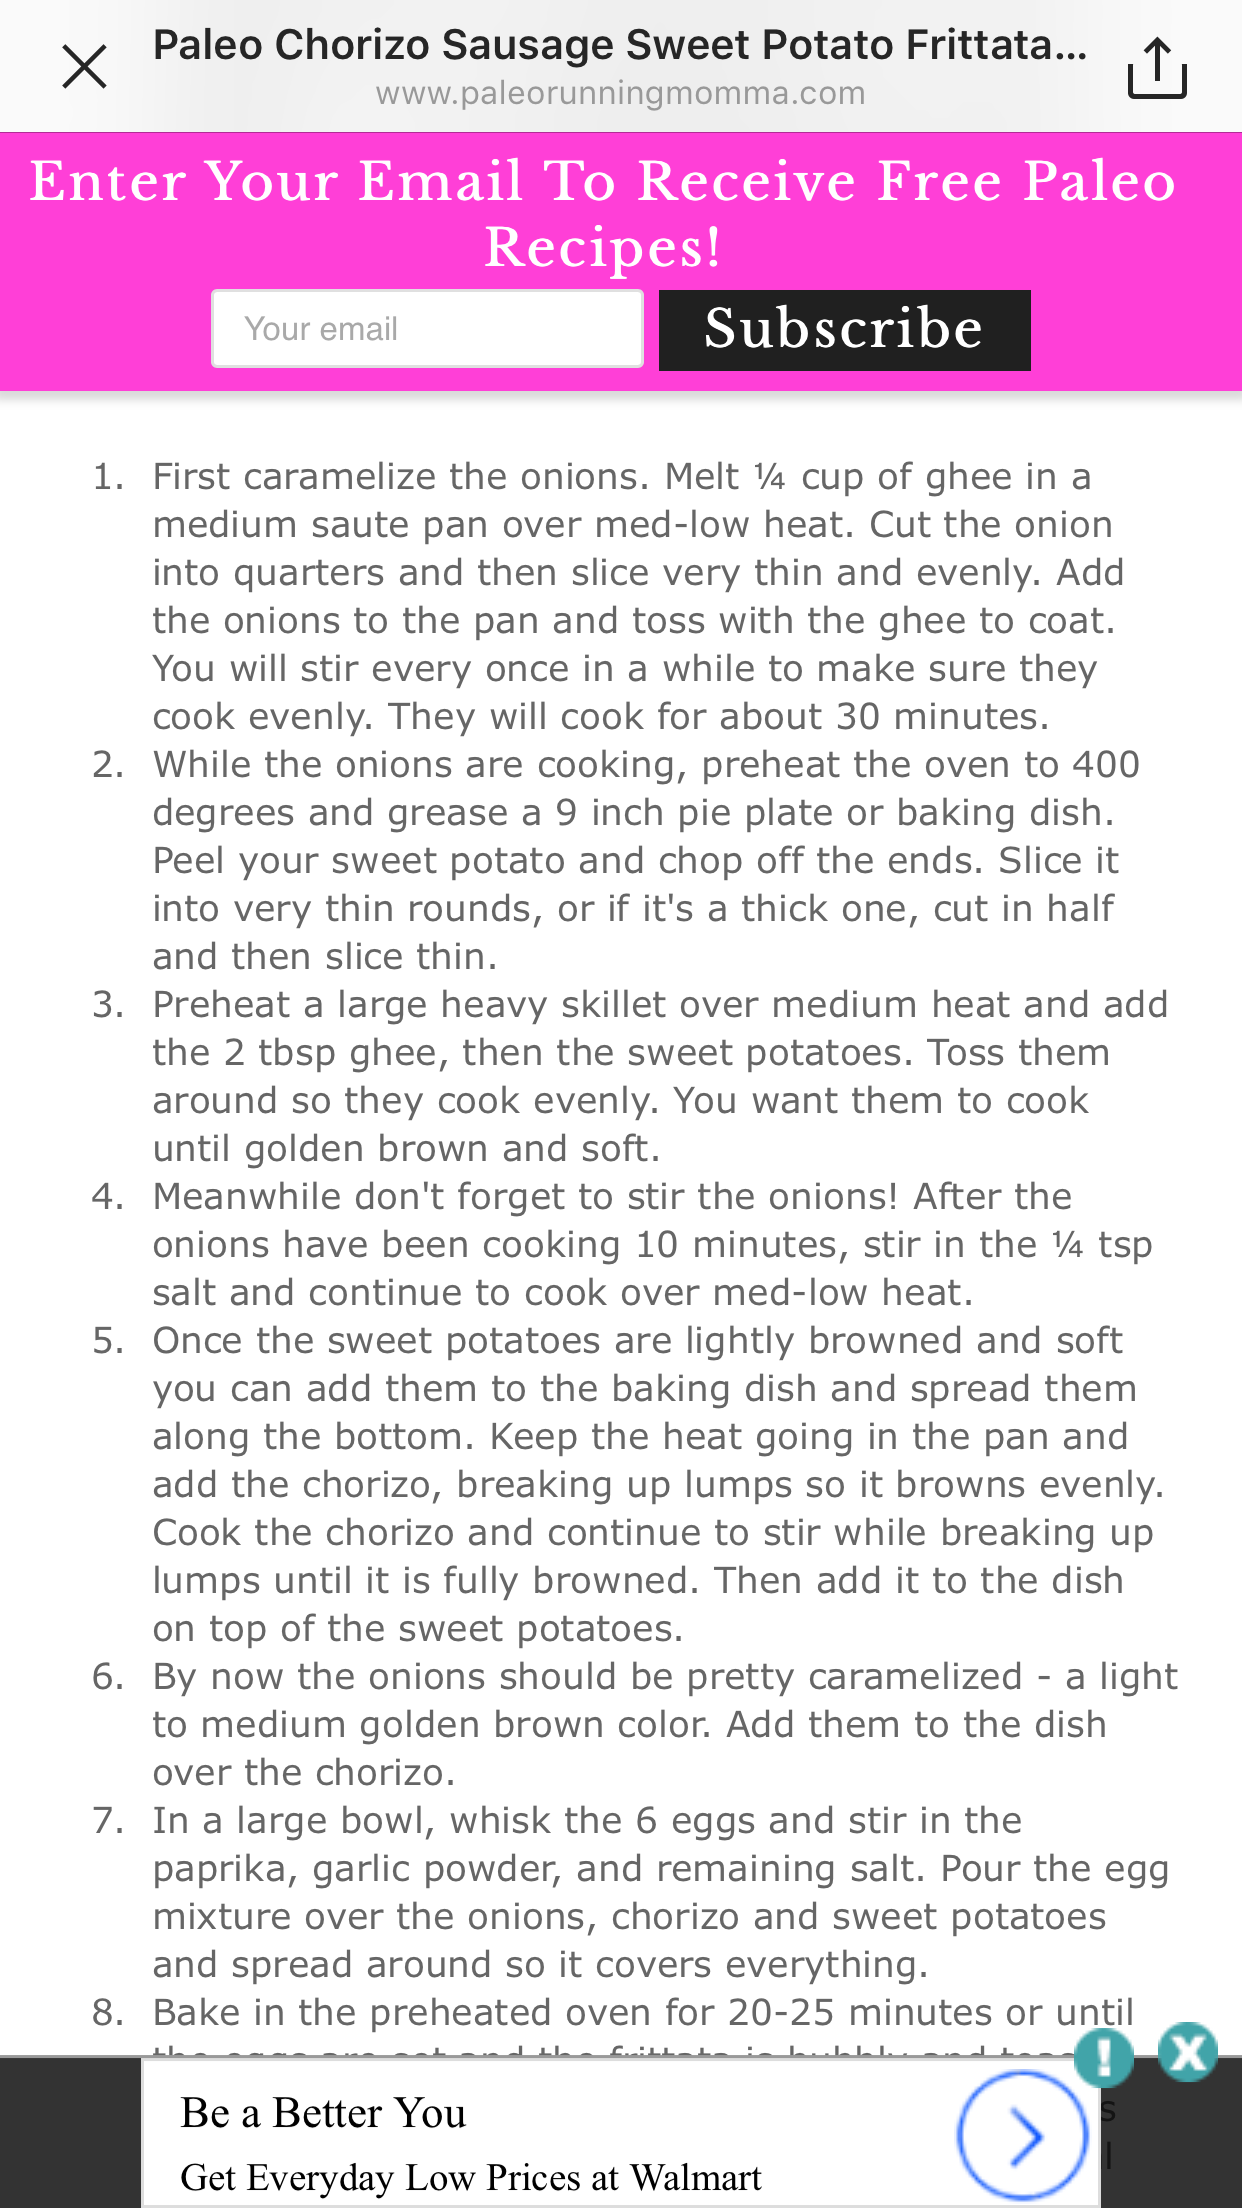 Paleo Chorizo Sausage Sweet Potato Frittata...
www.paleorunningmomma.com
Enter Your Email To Receive Free Paleo
Recipes!
Your email
Subscribe
1. First caramelize the onions. Melt ¼ cup of ghee in a
medium saute pan over med-low heat. Cut the onion
into quarters and then slice very thin and evenly. Add
the onions to the pan and toss with the ghee to coat.
You will stir every once in a while to make sure they
cook evenly. They will cook for about 30 minutes.
2. While the onions are cooking, preheat the oven to 400
degrees and grease a 9 inch pie plate or baking dish.
Peel your sweet potato and chop off the ends. Slice it
into very thin rounds, or if it's a thick one, cut in half
and then slice thin.
3. Preheat a large heavy skillet over medium heat and add
the 2 tbsp ghee, then the sweet potatoes. Toss them
around so they cook evenly. You want them to cook
until golden brown and soft.
4. Meanwhile don't forget to stir the onions! After the
onions have been cooking 10 minutes, stir in the ¼ tsp
salt and continue to cook over med-low heat.
5. Once the sweet potatoes are lightly browned and soft
you can add them to the baking dish and spread them
along the bottom. Keep the heat going in the pan and
add the chorizo, breaking up lumps so it browns evenly.
Cook the chorizo and continue to stir while breaking up
lumps until it is fully browned. Then add it to the dish
on top of the sweet potatoes.
6. By now the onions should be pretty caramelized - a light
to medium golden brown color. Add them to the dish
over the chorizo.
7. In a large bowl, whisk the 6 eggs and stir in the
paprika, garlic powder, and remaining salt. Pour the egg
mixture over the onions, chorizo and sweet potatoes
and spread around so it covers everything.
8. Bake in the preheated oven for 20-25 minutes or until
the eggs are set and the frittata is bubbly and
Be a Better You
Get Everyday Low Prices at Walmart